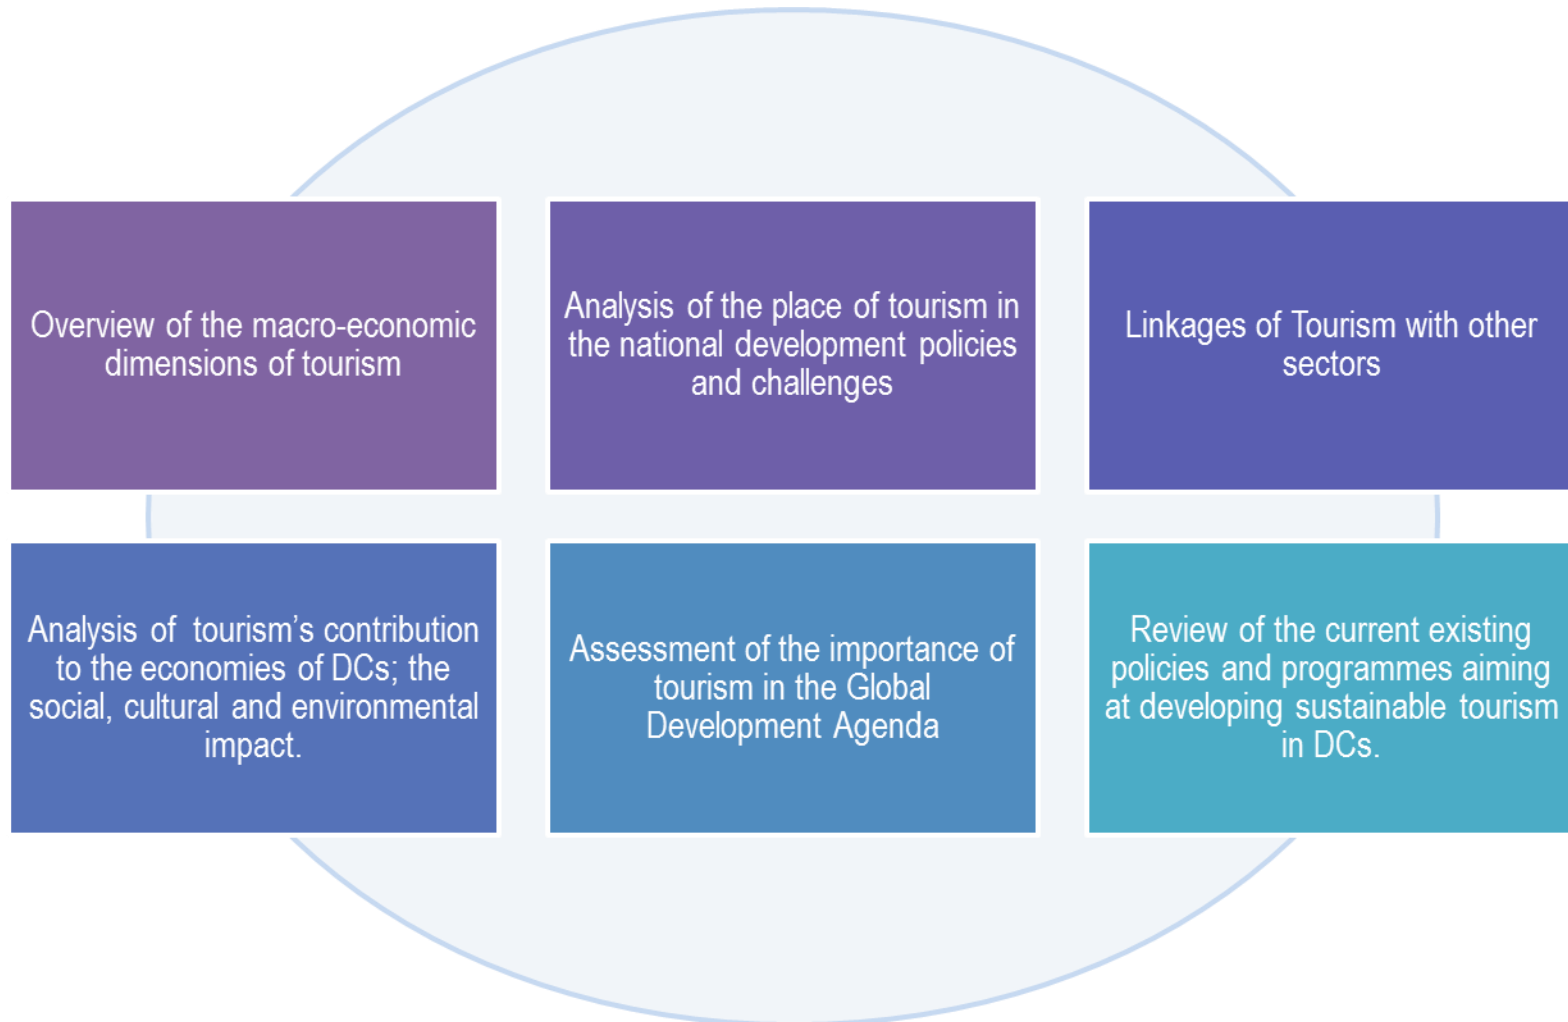 Overview of the macro-economic
dimensions of tourism
Analysis of the place of tourism in
the national development policies
and challenges
Linkages of Tourism with other
sectors
Analysis of tourism’s contribution
to the economies of DCs; the
social, cultural and environmental
impact.
Assessment of the importance of
tourism in the Global
Development Agenda
Review of the current existing
policies and programmes aiming
at developing sustainable tourism
in DCs.